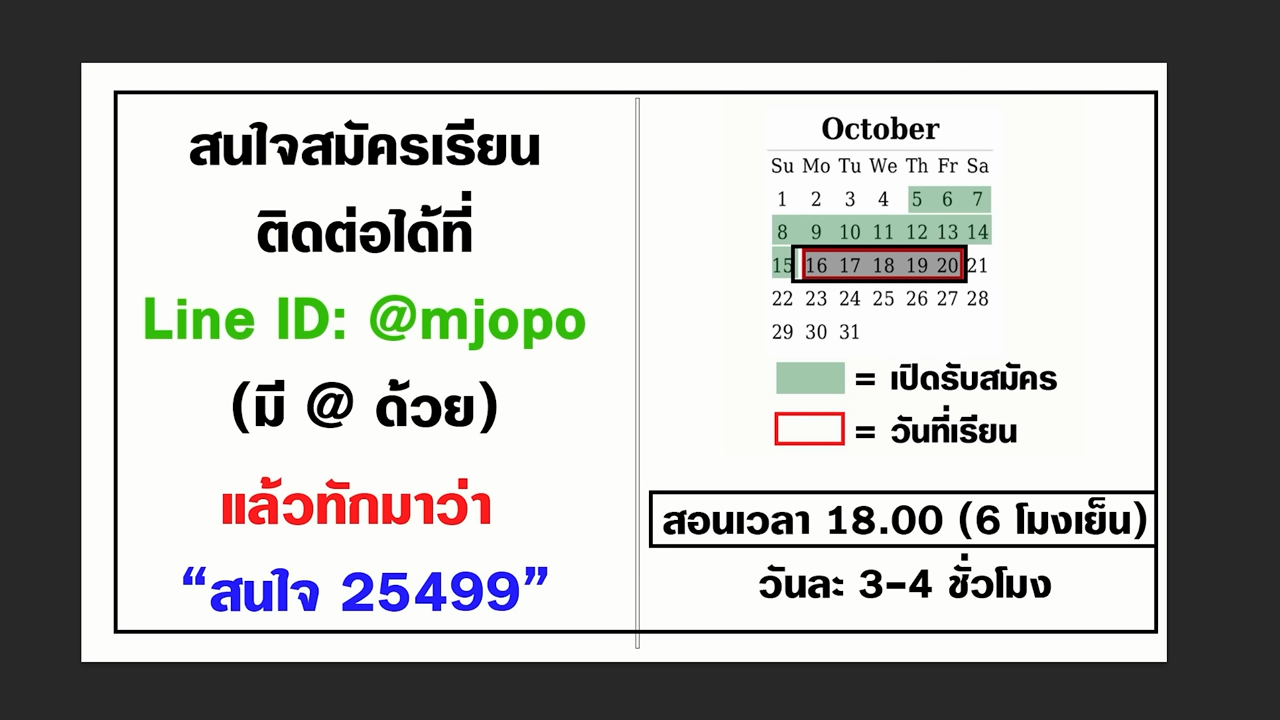 สนใจสมัครเรียน
ติดต่อได้ที่
Line ID: @mjopo
(มี @ ด้วย)
แล้วทักมาว่า
“สนใจ 25499”
October
Su Mo Tu We Th Fr Sa
1 2 3 4 5 6 7
8 9 10 11 12 13 14
15 16 17 18 19 20 21
22 23 24 25 26 27 28
29 30 31
= เปิดรับสมัคร
= วันที่เรียน
สอนเวลา 18.00 (6 โมงเย็น)
วันละ 3-4 ชั่วโมง